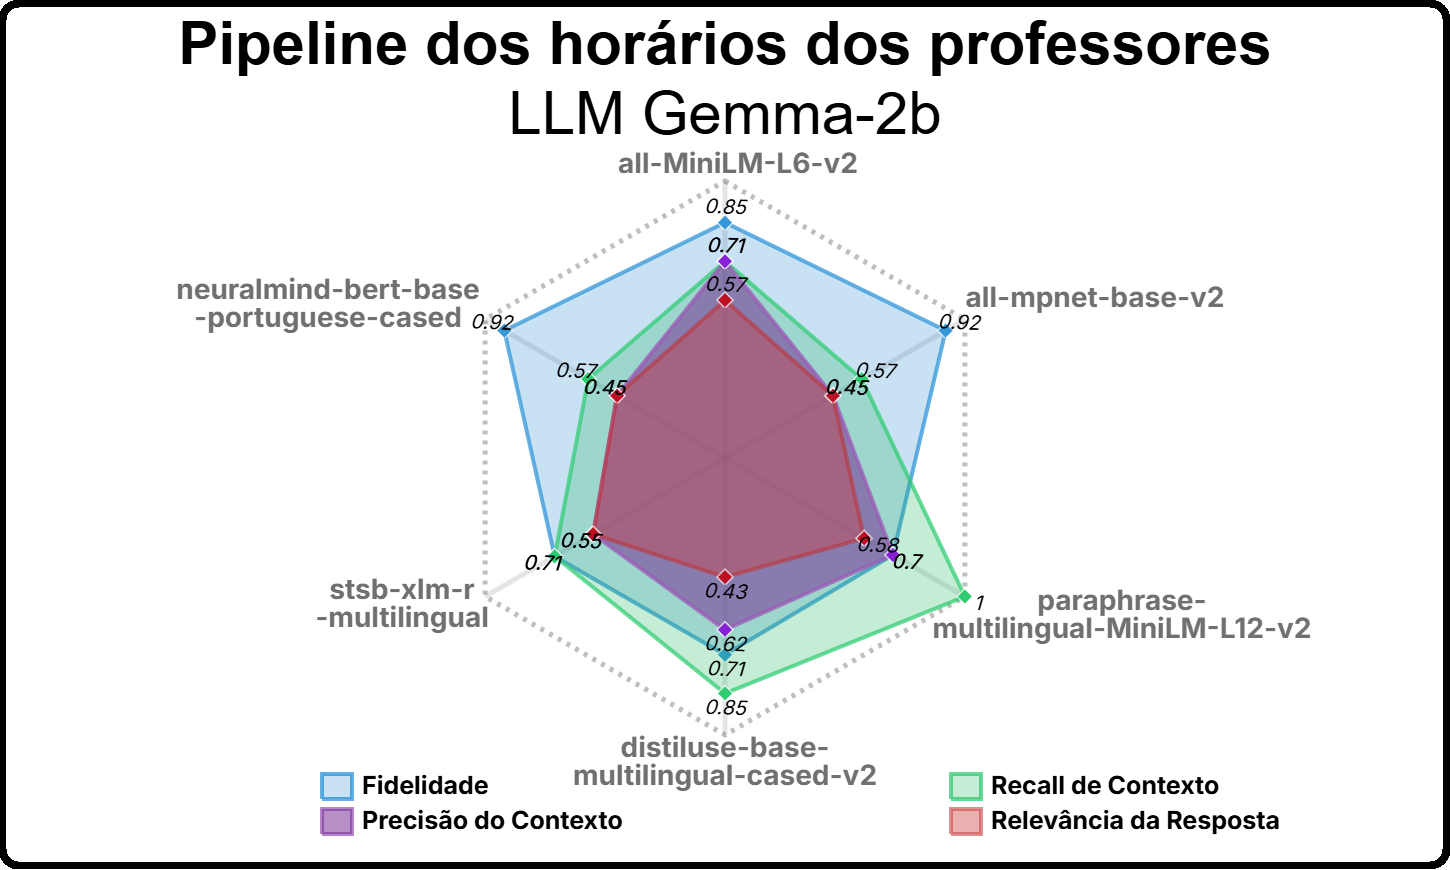 Pipeline dos horários dos professores
LLM Gemma-2b
all-MiniLM-L6-v2
0.85
0.71
0.57
neuralmind-bert-base
-portuguese-cased
0.92
0.57
0.45
all-mpnet-base-v2
0.92
0.57
0.45
stsb-xlm-r
-multilingual
0.55
0.71
0.58
0.7
1
paraphrase-
multilingual-MiniLM-L12-v2
0.43
0.62
0.71
0.85
distiluse-base-
multilingual-cased-v2
Fidelidade
Precisão do Contexto
Recall de Contexto
Relevância da Resposta